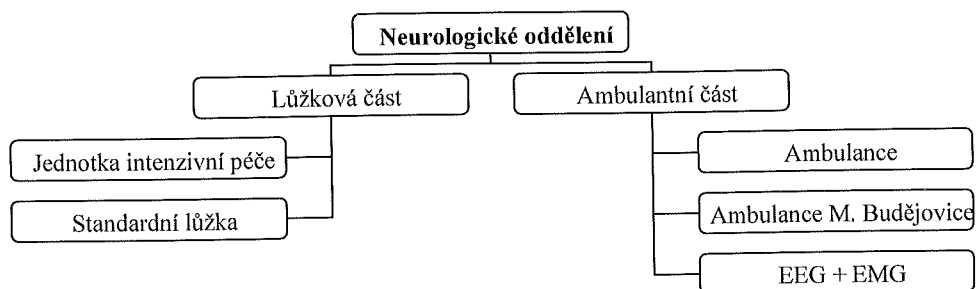 Neurologické oddělení
Lůžková část
Ambulantní část
Jednotka intenzivní péče
Ambulance
Standardní lůžka
Ambulance M. Budějovice
EEG + EMG